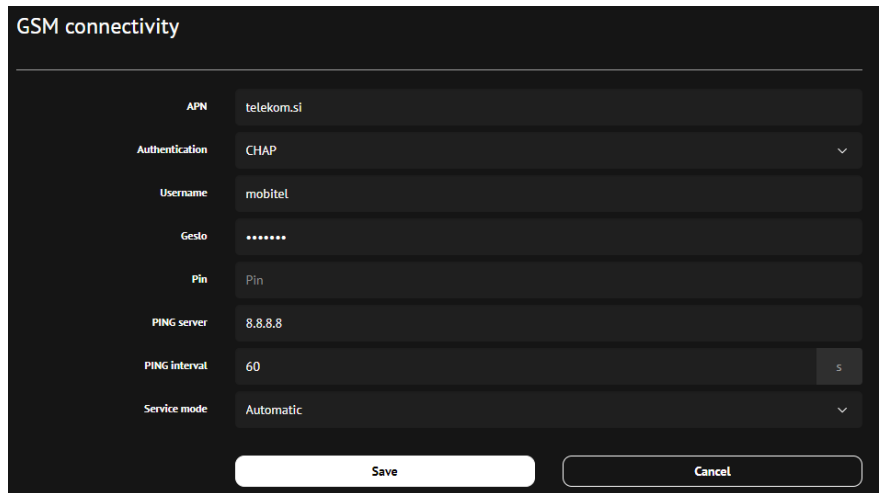 GSM connectivity
APN telekom.si
Authentication CHAP
Username mobitel
Geslo •••••••
Pin Pin
PING server 8.8.8.8
PING interval 60 s
Service mode Automatic
Save Cancel